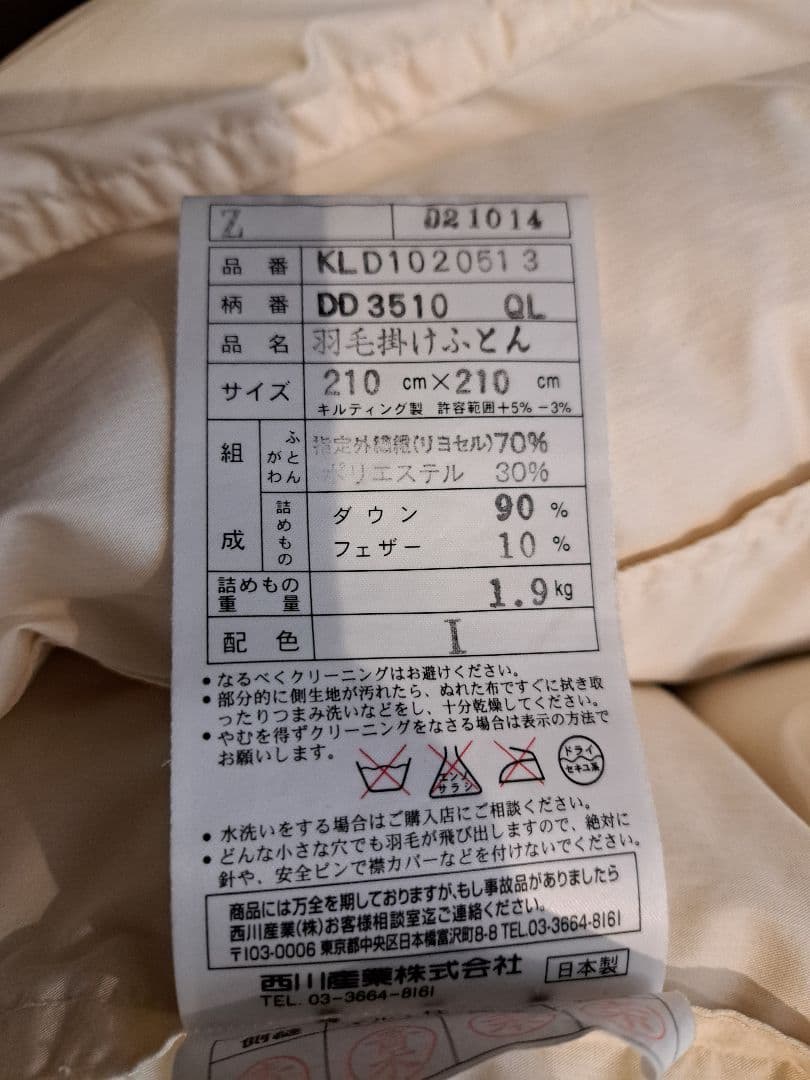 Z 021014
品番 KLD1020513
柄番 DD3510 QL
品名 羽毛掛けふとん
サイズ 210 cm×210 cm
キルティング製 許容範囲+5% −3%
組成 ふとんがわ 指定外繊維(リヨセル)70%
ポリエステル 30%
詰めもの ダウン 90 %
フェザー 10 %
詰めもの重量 1.9kg
配色 I
●なるべくクリーニングはお避けください。
●部分的に側生地が汚れたら、ぬれた布ですぐに拭き取
ったりつまみ洗いなどをし、十分乾燥してください。
●やむを得ずクリーニングをなさる場合は表示の方法で
お願いします。
エンソ
サラシ
ドライ
セキユ系
●水洗いをする場合はご購入店にご相談ください。
●どんな小さな穴でも羽毛が飛び出しますので、絶対に
針や、安全ピンで襟カバーなどを付けないでください。
商品には万全を期しておりますが、もし事故品がありましたら
西川産業(株)お客様相談室迄ご連絡ください。
〒103-0006 東京都中央区日本橋富沢町8-8 TEL.03-3664-8161
西川産業株式会社 日本製
TEL. 03-3664-8161